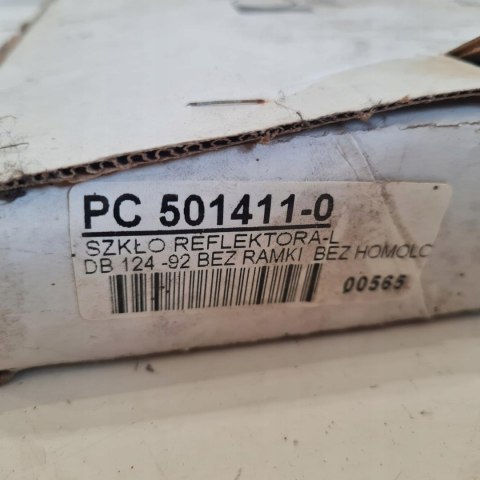 PC 501411-0
SZKŁO REFLEKTORA-L
DB 124 -92 BEZ RAMKI BEZ HOMOLO
00565